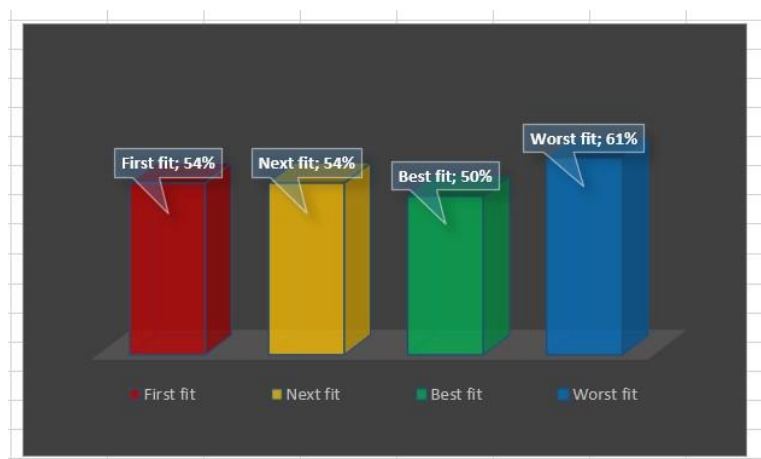 First fit; 54%
Next fit; 54%
Best fit; 50%
Worst fit; 61%
First fit
Next fit
Best fit
Worst fit